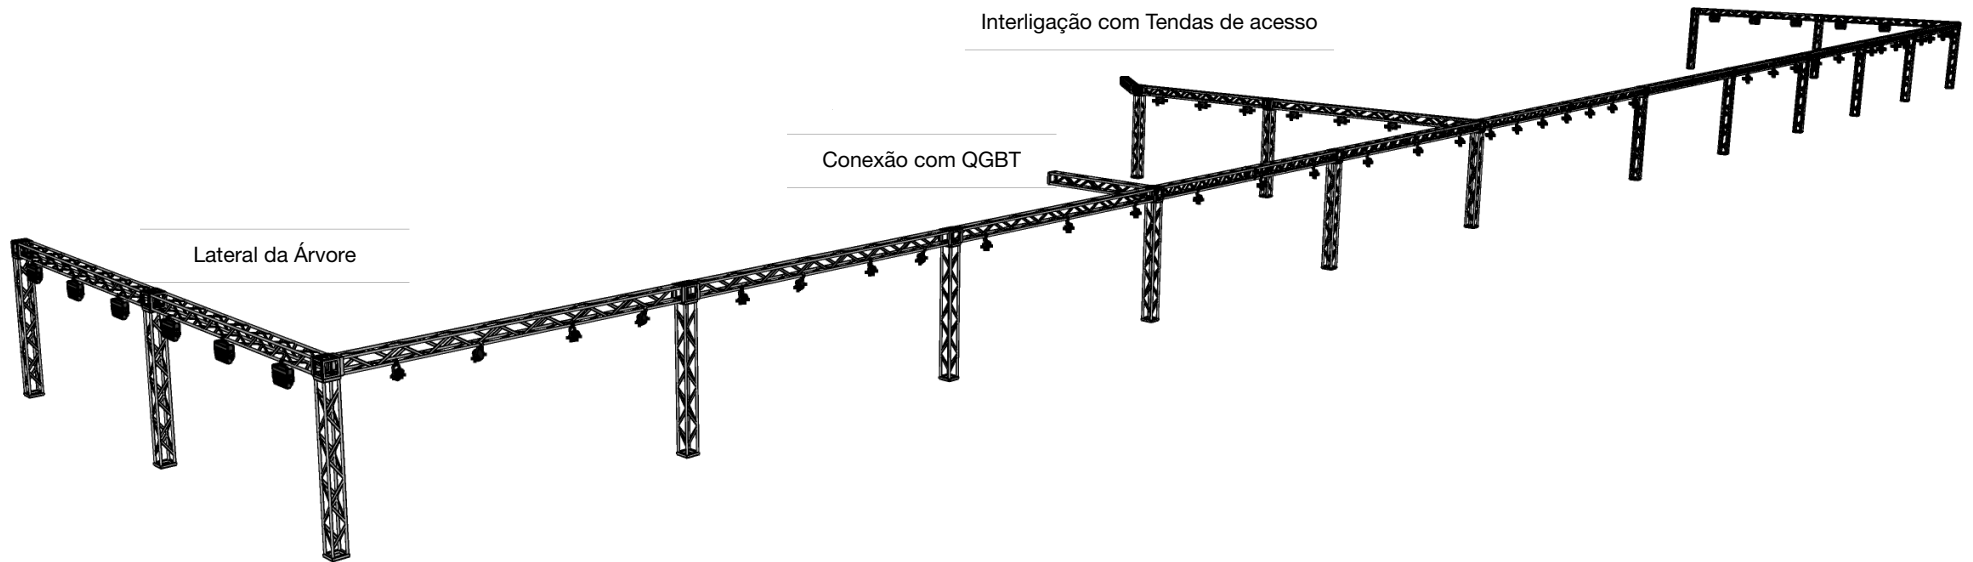 Interligação com Tendas de acesso
Conexão com QGBT
Lateral da Árvore